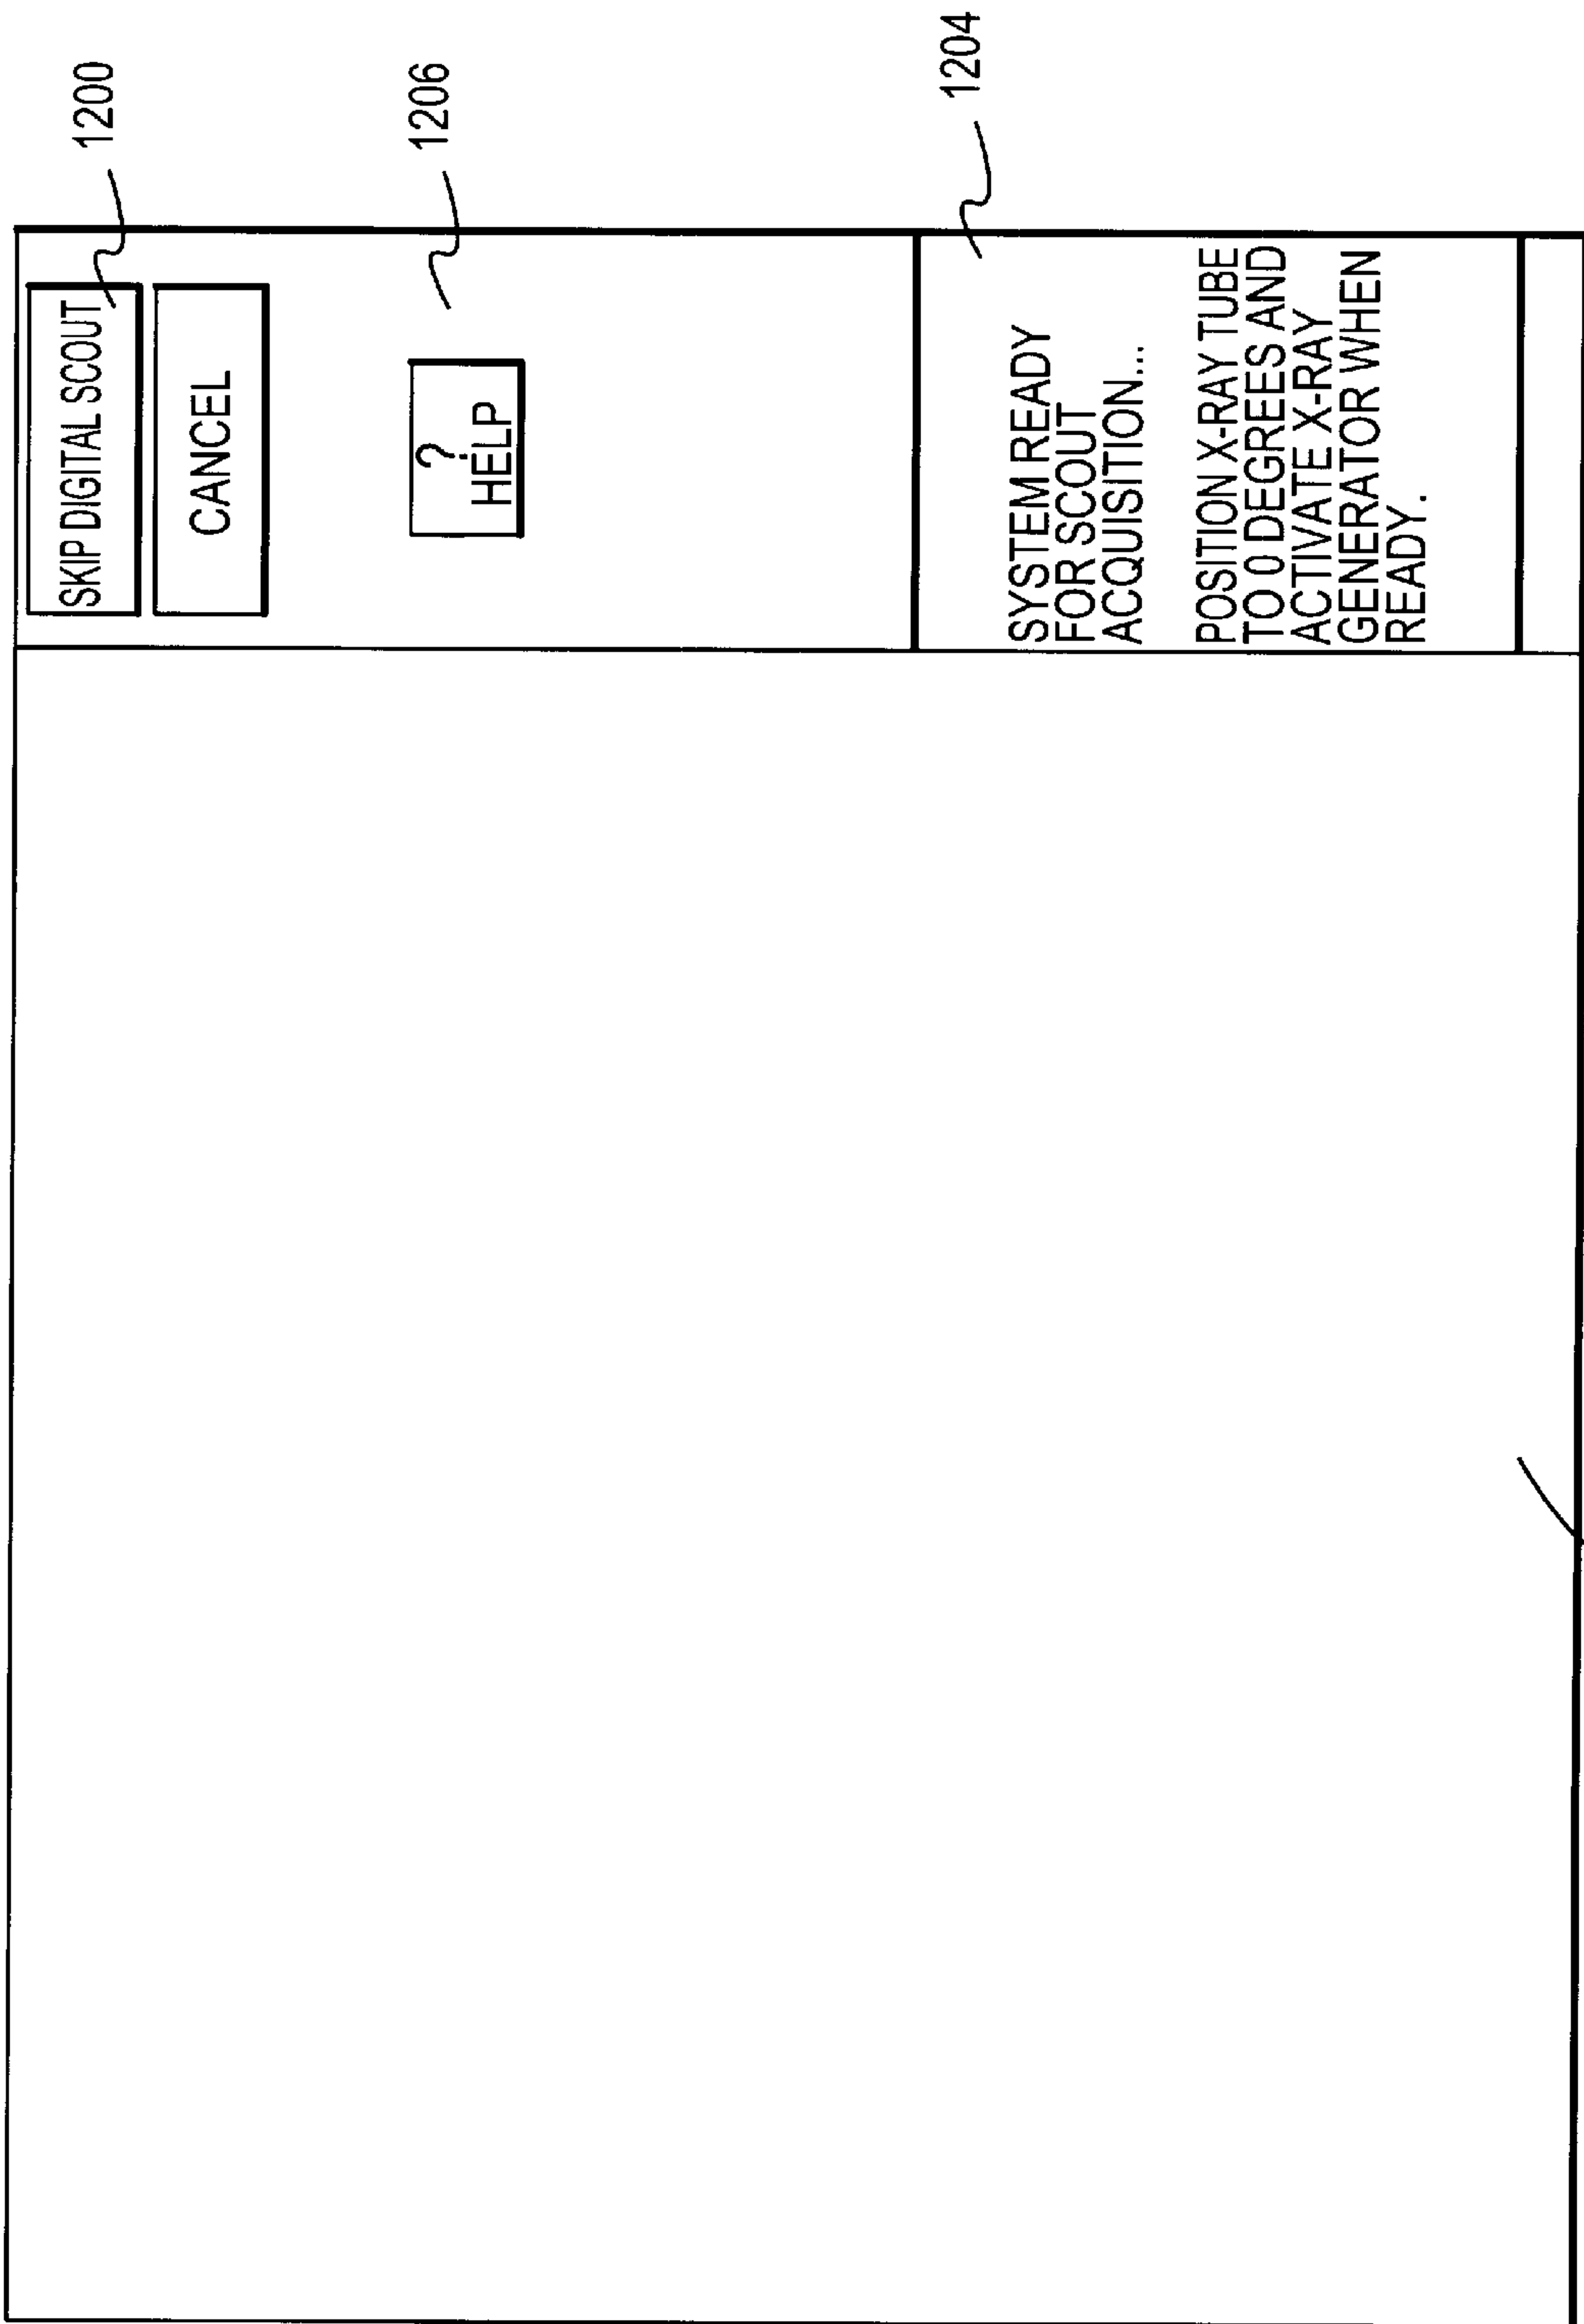 SKIP DIGITAL SCOUT
1200
CANCEL
?
HELP
1206
1204
SYSTEM READY
FOR SCOUT
ACQUISITION...
POSITION X-RAY TUBE
TO 0 DEGREES AND
ACTIVATE X-RAY
GENERATOR WHEN
READY.